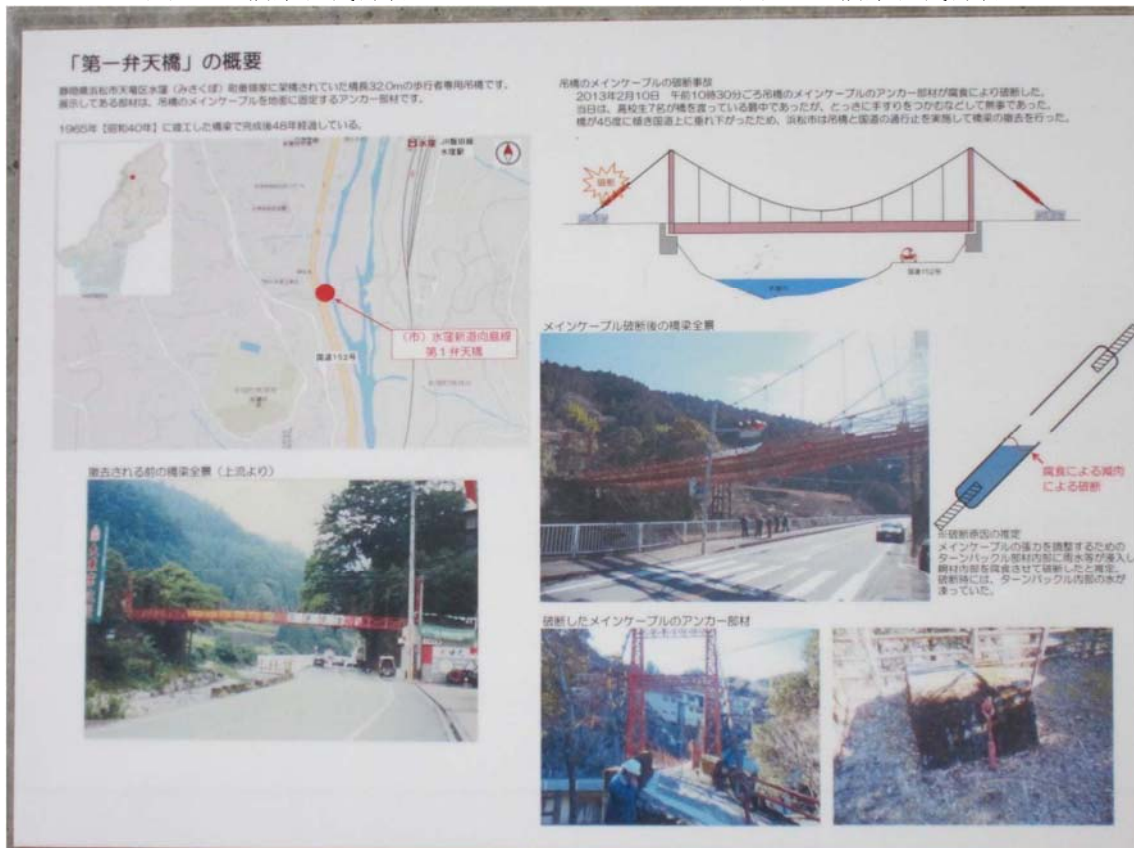 「第一弁天橋」の概要
静岡県浜松市天竜区水窪（みさくぼ）町奥領家に架橋されていた橋長32.0mの歩行者専用吊橋です。
展示してある部材は、吊橋のメインケーブルを地面に固定するアンカー部材です。
1965年【昭和40年】に竣工した橋梁で完成後48年経過している。
水窪
JR飯田線
水窪駅
国道152号
（市）水窪新道向島線
第１弁天橋
撤去される前の橋梁全景（上流より）
吊橋のメインケーブルの破断事故
2013年2月10日 午前10時30分ごろ吊橋のメインケーブルのアンカー部材が腐食により破断した。
当日は、高校生7名が橋を渡っている最中であったが、とっさに手すりをつかむなどして無事であった。
橋が45度に傾き国道上に垂れ下がったため、浜松市は吊橋と国道の通行止を実施して橋梁の撤去を行った。
破断
国道152号
メインケーブル破断後の橋梁全景
腐食による減肉
による破断
※破断原因の推定
メインケーブルの張力を調整するための
ターンバックル部材内部に雨水等が浸入し
鋼材内部を腐食させて破断したと推定。
破断時には、ターンバックル内部の水が
凍っていた。
破断したメインケーブルのアンカー部材